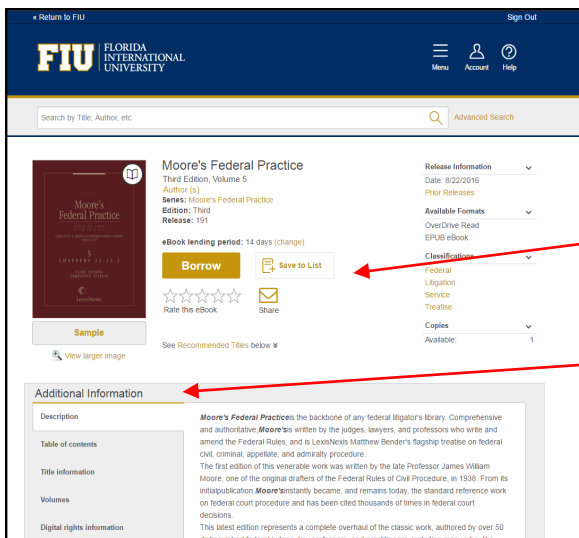 « Return to FIU
Sign Out
FIU
FLORIDA
INTERNATIONAL
UNIVERSITY
Menu
Account
Help
Search by Title, Author, etc
Advanced Search
Moore's
Federal Practice
5
CHAPTERS 22–23.2
CLASS ACTIONS
LexisNexis
Sample
View larger image
Moore's Federal Practice
Third Edition, Volume 5
Author (s)
Series: Moore's Federal Practice
Edition: Third
Release: 191
eBook lending period: 14 days (change)
Borrow
Save to List
Rate this eBook
Share
See Recommended Titles below
Release Information
Date: 8/22/2016
Prior Releases
Available Formats
OverDrive Read
EPUB eBook
Classifications
Federal
Litigation
Service
Treatise
Copies
Available: 1
Additional Information
Description
Table of contents
Title information
Volumes
Digital rights information
Moore's Federal Practiceis the backbone of any federal litigator's library. Comprehensive
and authoritative,Moore'sis written by the judges, lawyers, and professors who write and
amend the Federal Rules, and is LexisNexis Matthew Bender's flagship treatise on federal
civil, criminal, appellate, and admiralty procedure.
The first edition of this venerable work was written by the late Professor James William
Moore, one of the original drafters of the Federal Rules of Civil Procedure, in 1938. From its
initialpublication,Moore'sinstantly became, and remains today, the standard reference work
on federal court procedure and has been cited thousands of times in federal court
decisions.
This latest edition represents a complete overhaul of the classic work, authored by over 50